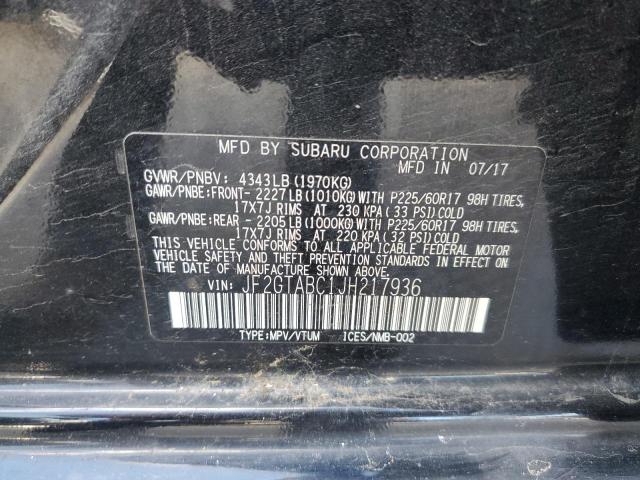 MFD BY SUBARU CORPORATION
MFD IN 07/17
GVWR/PNBV: 4343LB (1970KG)
GAWR/PNBE:FRONT- 2227 LB (1010KG) WITH P225/60R17 98H TIRES,
17X7J RIMS AT 230 KPA ( 33 PSI) COLD
GAWR/PNBE:REAR - 2205 LB (1000KG) WITH P225/60R17 98H TIRES,
17X7J RIMS AT 220 KPA ( 32 PSI) COLD
THIS VEHICLE CONFORMS TO ALL APPLICABLE FEDERAL MOTOR
VEHICLE SAFETY AND THEFT PREVENTION STANDARDS IN EFFECT ON
THE DATE OF MANUFACTURE SHOWN ABOVE.
VIN: JF2GTABC1JH217936
TYPE:MPV/VTUM ICES/NMB-002